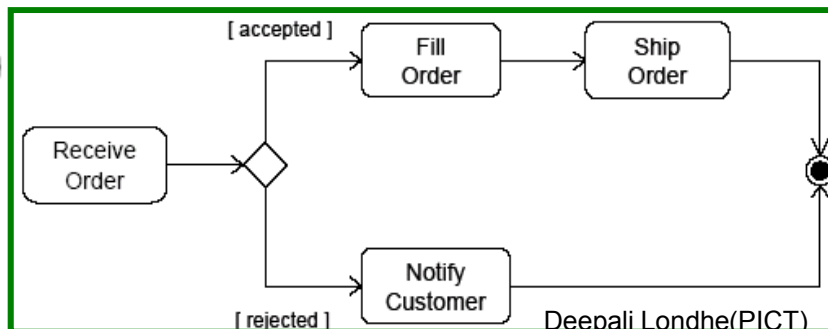 [ accepted ]
Fill
Order
Ship
Order
Receive
Order
Notify
Customer
[ rejected ]
Deepali Londhe(PICT)